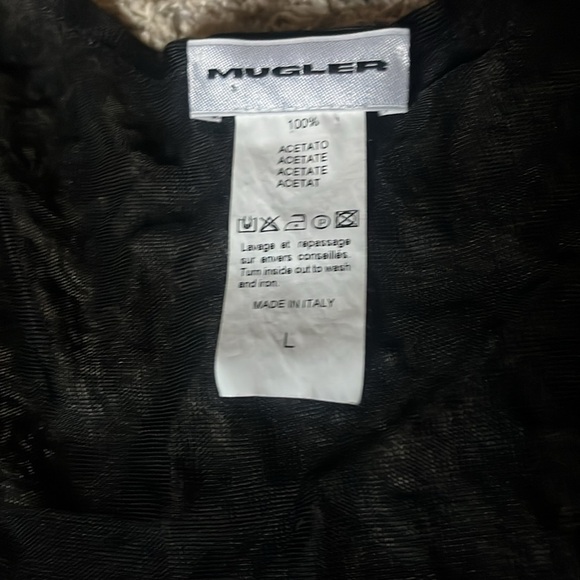 MUGLER
100%
ACETATO
ACETATE
ACETATE
ACETAT
Lavage et repassage
sur envers conseillés.
Turn inside out to wash
and iron.
MADE IN ITALY
L